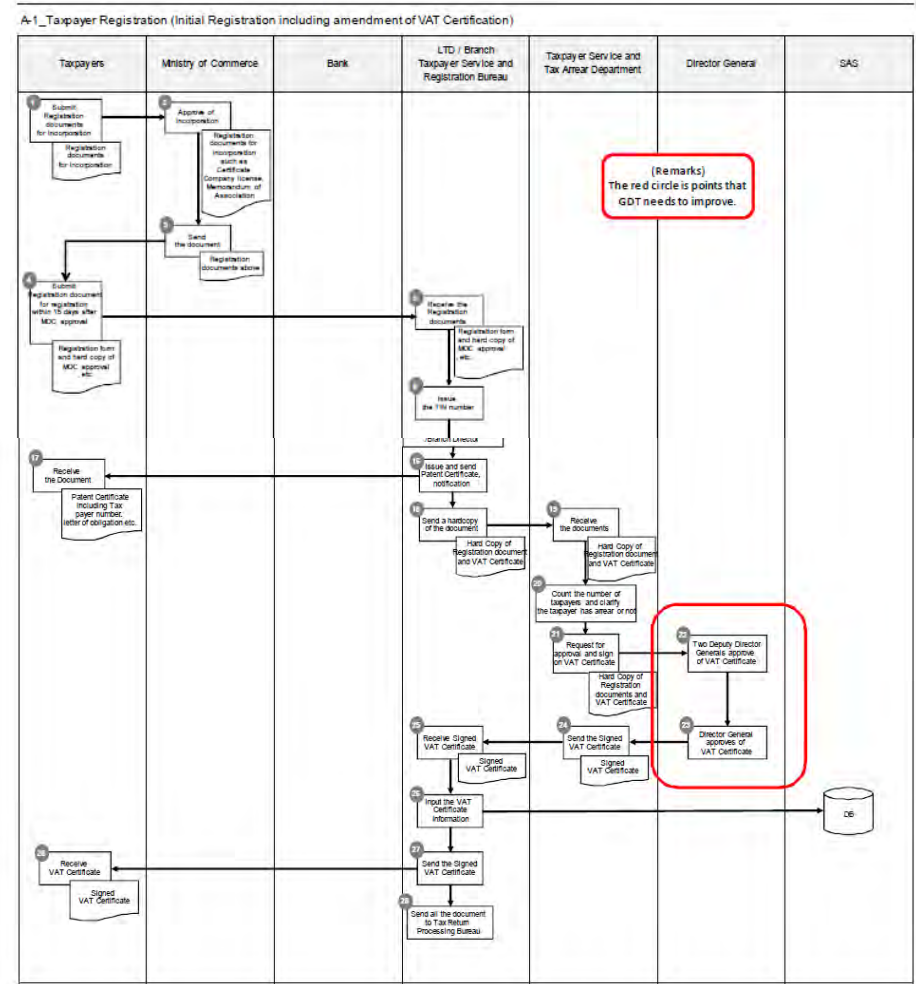 A-1_Taxpayer Registration (Initial Registration including amendment of VAT Certification)
Taxpayers
Ministry of Commerce
Bank
LTD / Branch
Taxpayer Service and
Registration Bureau
Taxpayer Service and
Tax Arrear Department
Director General
SAS
1
Submit
Registration
documents
for Incorporation
Registration
documents
for Incorporation
2
Approve of
Incorporation
Registration
documents for
incorporation
such as
Certificate
Company license,
Memorandum of
Association
(Remarks)
The red circle is points that
GDT needs to improve.
3
Send
the document
Registration
documents above
4
Submit
Registration document
for registration
within 15 days after
MOC approval
Registration form
and hard copy of
MOC approval
, etc
5
Receive the
Registration
documents
Registration form
and hard copy of
MOC approval
, etc.
6
Issue
the TIN number
/Branch Director
17
Receive
the Document
Patent Certificate
including Tax
payer number,
letter of obligation etc.
Issue and send
Patent Certificate,
notification
18
Send a hardcopy
of the document
Hard Copy of
Registration document
and VAT Certificate
19
Receive
the documents
Hard Copy of
Registration document
and VAT Certificate
20
Count the number of
taxpayers and clarify
the taxpayer has arrear or not
21
Request for
approval and sign
on VAT Certificate
Hard Copy of
Registration
documents and
VAT Certificate
22
Two Deputy Director
Generals approve
of VAT Certificate
23
Director General
approves of
VAT Certificate
24
Send the Signed
VAT Certificate
Signed
VAT Certificate
25
Receive Signed
VAT Certificate
Signed
VAT Certificate
26
Input the VAT
Certificate
Information
DB
27
Send the Signed
VAT Certificate
28
Receive
VAT Certificate
Signed
VAT Certificate
Send all the document
to Tax Return
Processing Bureau